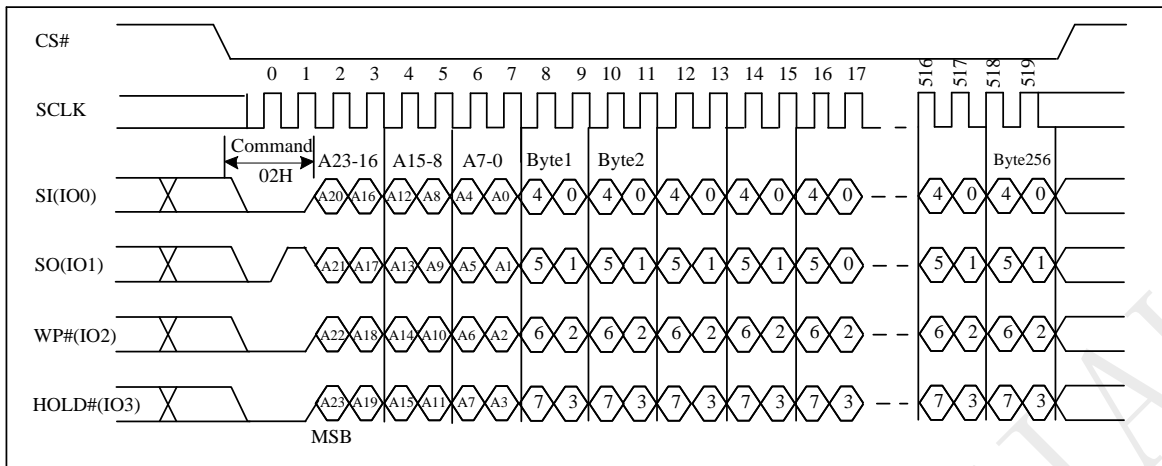 CS#
0 1 2 3 4 5 6 7 8 9 10 11 12 13 14 15 16 17 516 517 518 519
SCLK
Command
02H
A23-16 A15-8 A7-0 Byte1 Byte2 Byte256
SI(IO0) A20 A16 A12 A8 A4 A0 4 0 4 0 4 0 4 0 4 0 4 0 4 0
SO(IO1) A21 A17 A13 A9 A5 A1 5 1 5 1 5 1 5 1 5 0 5 1 5 1
WP#(IO2) A22 A18 A14 A10 A6 A2 6 2 6 2 6 2 6 2 6 2 6 2 6 2
HOLD#(IO3) A23 A19 A15 A11 A7 A3 7 3 7 3 7 3 7 3 7 3 7 3 7 3
MSB